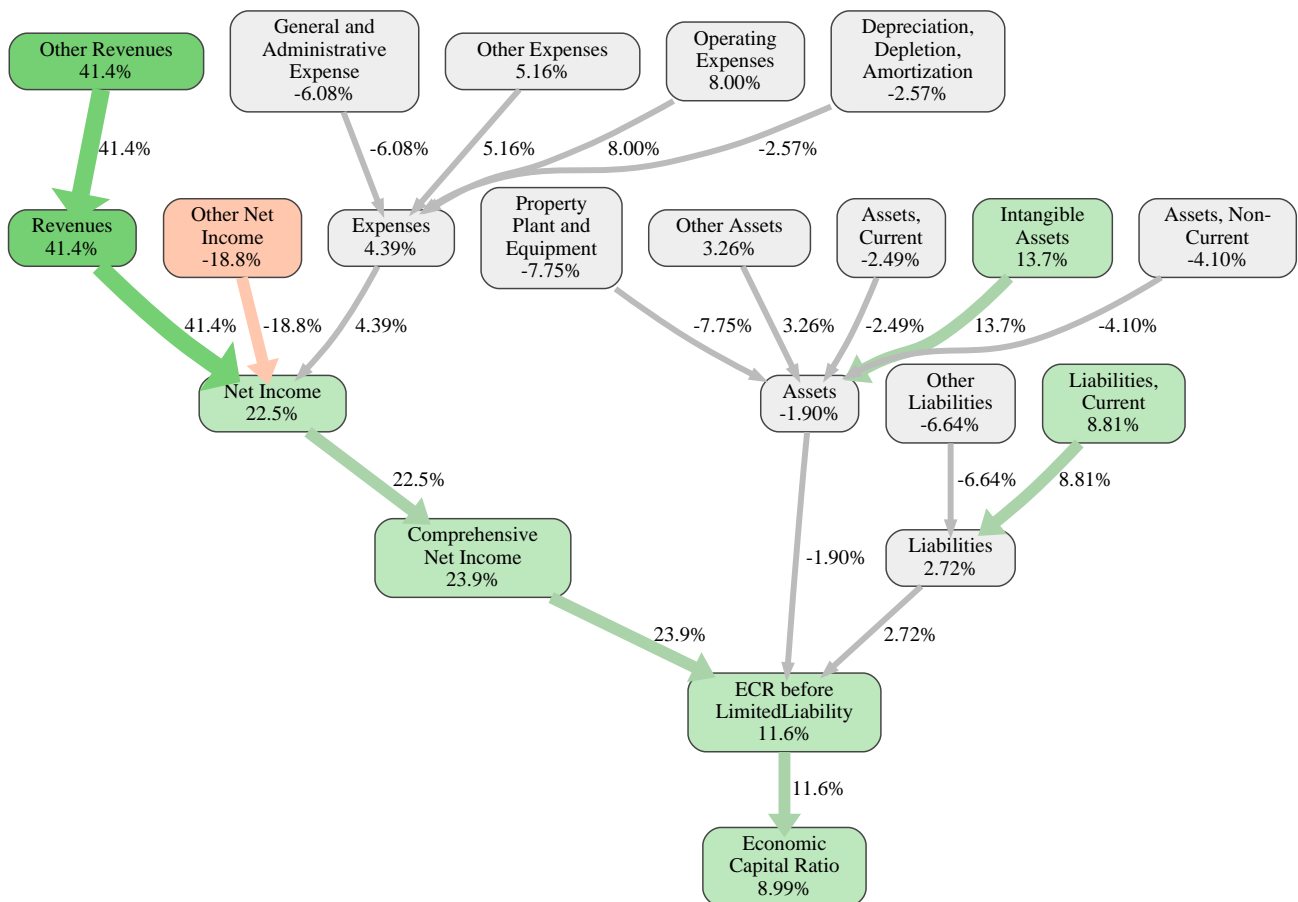 Other Revenues
41.4%
General and
Administrative
Expense
-6.08%
Other Expenses
5.16%
Operating
Expenses
8.00%
Depreciation,
Depletion,
Amortization
-2.57%
41.4%
-6.08%
5.16%
8.00%
-2.57%
Revenues
41.4%
Other Net
Income
-18.8%
Expenses
4.39%
Property
Plant and
Equipment
-7.75%
Other Assets
3.26%
Assets,
Current
-2.49%
Intangible
Assets
13.7%
Assets, Non-
Current
-4.10%
41.4%
-18.8%
4.39%
-7.75%
3.26%
-2.49%
13.7%
-4.10%
Net Income
22.5%
Assets
-1.90%
Other
Liabilities
-6.64%
Liabilities,
Current
8.81%
22.5%
-6.64%
8.81%
Comprehensive
Net Income
23.9%
-1.90%
Liabilities
2.72%
23.9%
2.72%
ECR before
LimitedLiability
11.6%
11.6%
Economic
Capital Ratio
8.99%